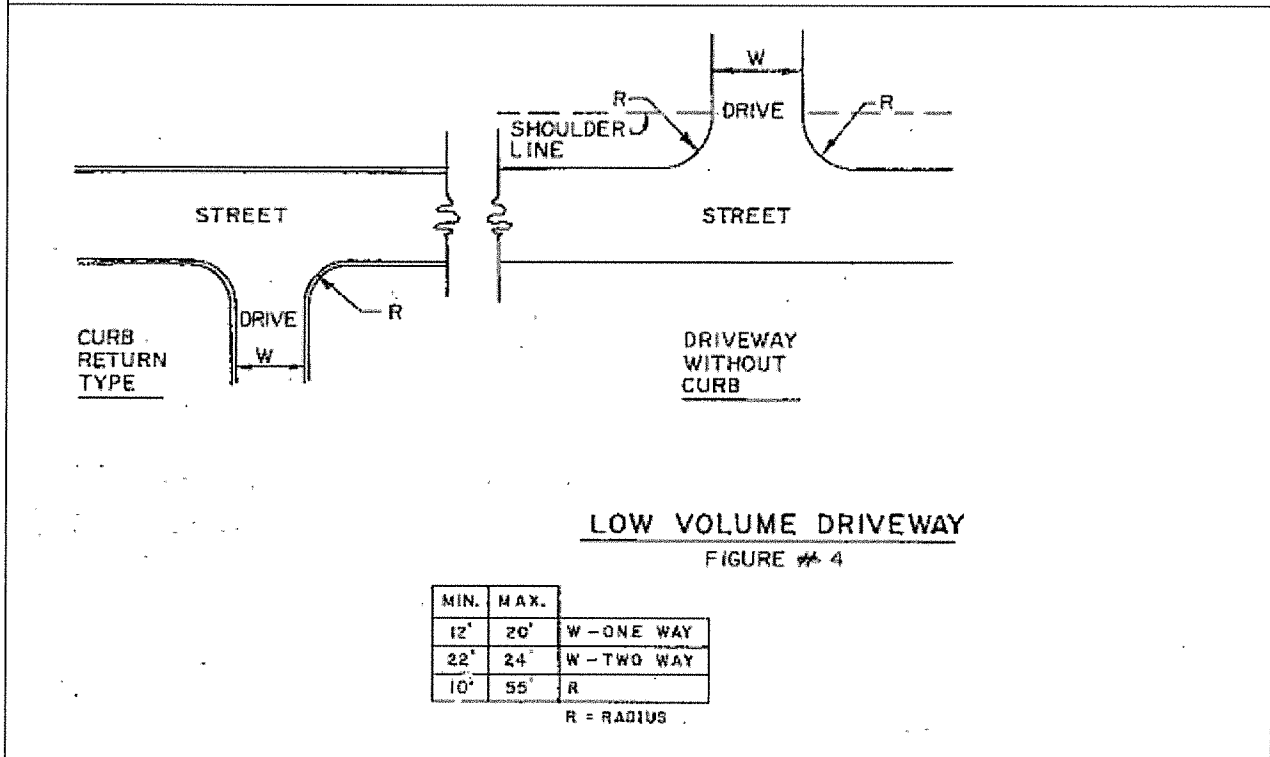 STREET
DRIVE
W
R
CURB
RETURN
TYPE
W
R
DRIVE
R
SHOULDER
LINE
STREET
DRIVEWAY
WITHOUT
CURB
LOW VOLUME DRIVEWAY
FIGURE # 4
MIN. MAX.
12' 20' W - ONE WAY
22' 24' W - TWO WAY
10' 55' R
R = RADIUS